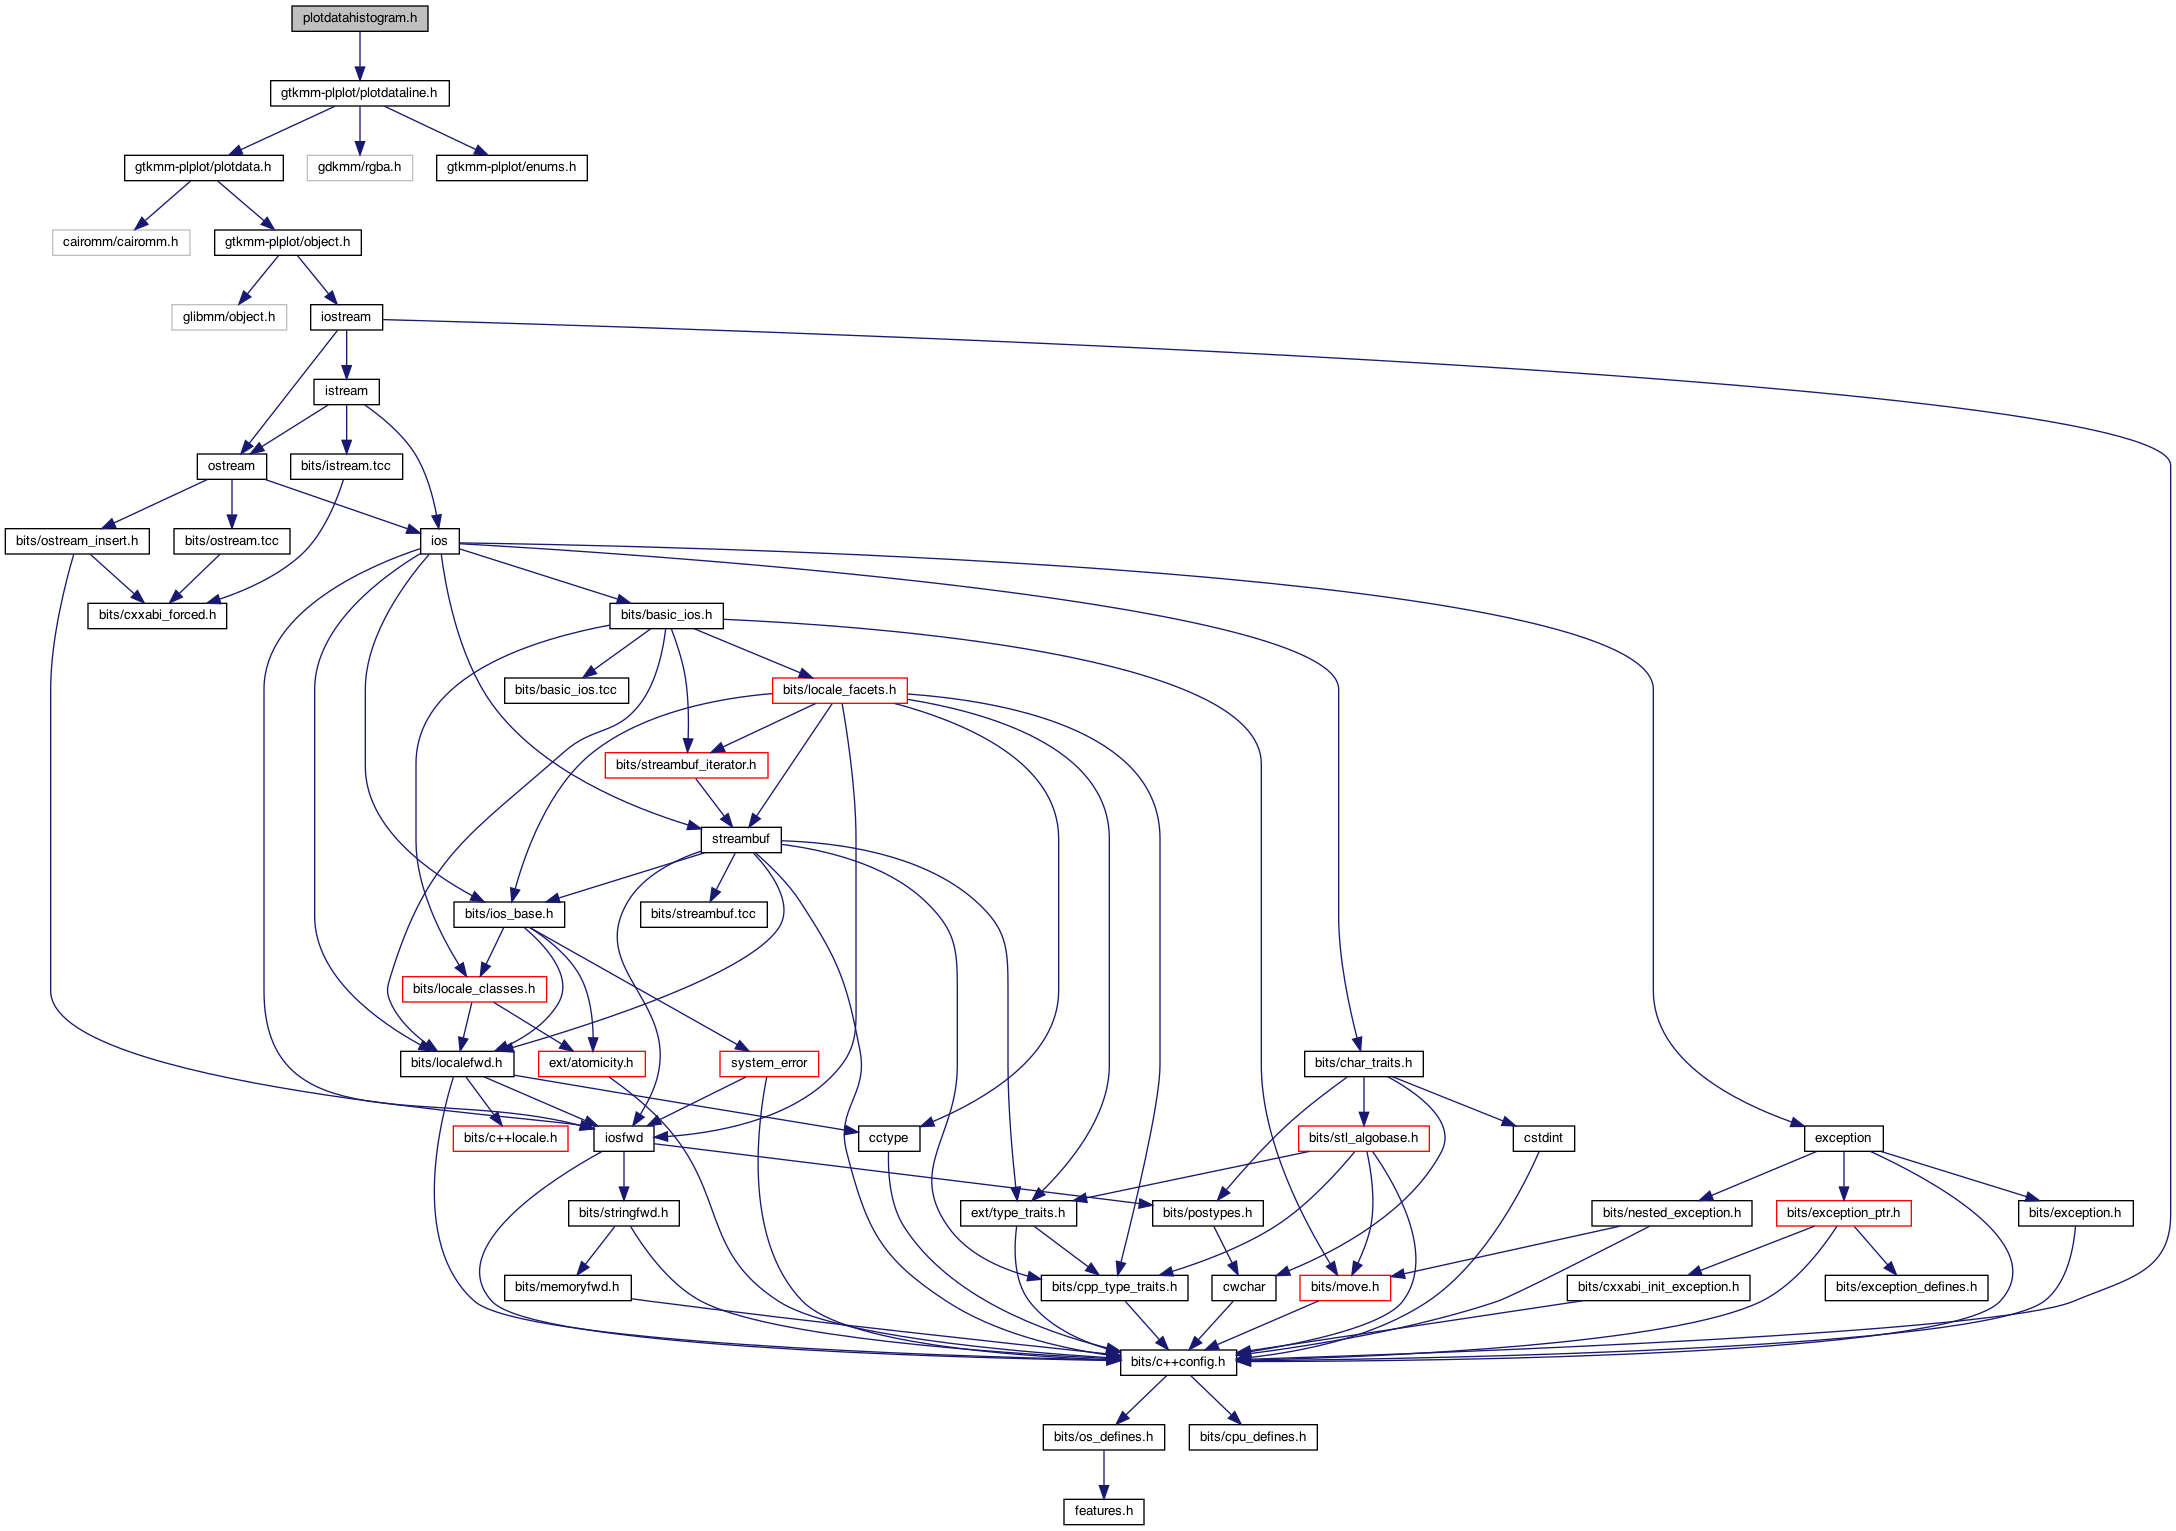 plotdatahistogram.h
gtkmm-plplot/plotdataline.h
gtkmm-plplot/plotdata.h
gdkmm/rgba.h
gtkmm-plplot/enums.h
cairomm/cairomm.h
gtkmm-plplot/object.h
glibmm/object.h
iostream
istream
ostream
bits/istream.tcc
bits/ostream_insert.h
bits/ostream.tcc
ios
bits/cxxabi_forced.h
bits/basic_ios.h
bits/basic_ios.tcc
bits/locale_facets.h
bits/streambuf_iterator.h
streambuf
bits/ios_base.h
bits/streambuf.tcc
bits/locale_classes.h
bits/localefwd.h
ext/atomicity.h
system_error
bits/char_traits.h
bits/c++locale.h
iosfwd
cctype
bits/stl_algobase.h
cstdint
exception
bits/stringfwd.h
ext/type_traits.h
bits/postypes.h
bits/nested_exception.h
bits/exception_ptr.h
bits/exception.h
bits/memoryfwd.h
bits/cpp_type_traits.h
cwchar
bits/move.h
bits/cxxabi_init_exception.h
bits/exception_defines.h
bits/c++config.h
bits/os_defines.h
bits/cpu_defines.h
features.h